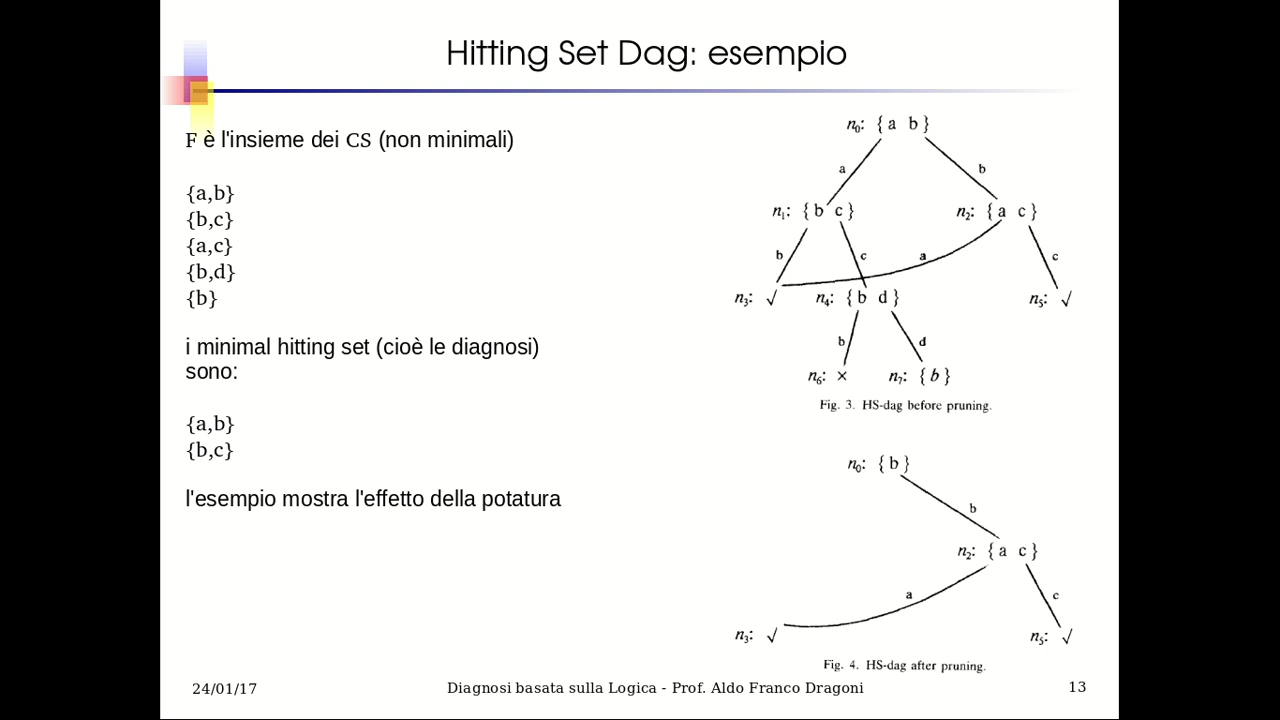 Hitting Set Dag: esempio
F è l'insieme dei CS (non minimali)
{a,b}
{b,c}
{a,c}
{b,d}
{b}
i minimal hitting set (cioè le diagnosi)
sono:
{a,b}
{b,c}
l'esempio mostra l'effetto della potatura
n₀: { a b }
a b
n₁: { b c } n₂: { a c }
b c a c
n₃: √ n₄: { b d } n₅: √
b d
n₆: × n₇: { b }
Fig. 3. HS-dag before pruning.
n₀: { b }
b
n₂: { a c }
a c
n₃: √ n₅: √
Fig. 4. HS-dag after pruning.
24/01/17 Diagnosi basata sulla Logica - Prof. Aldo Franco Dragoni 13